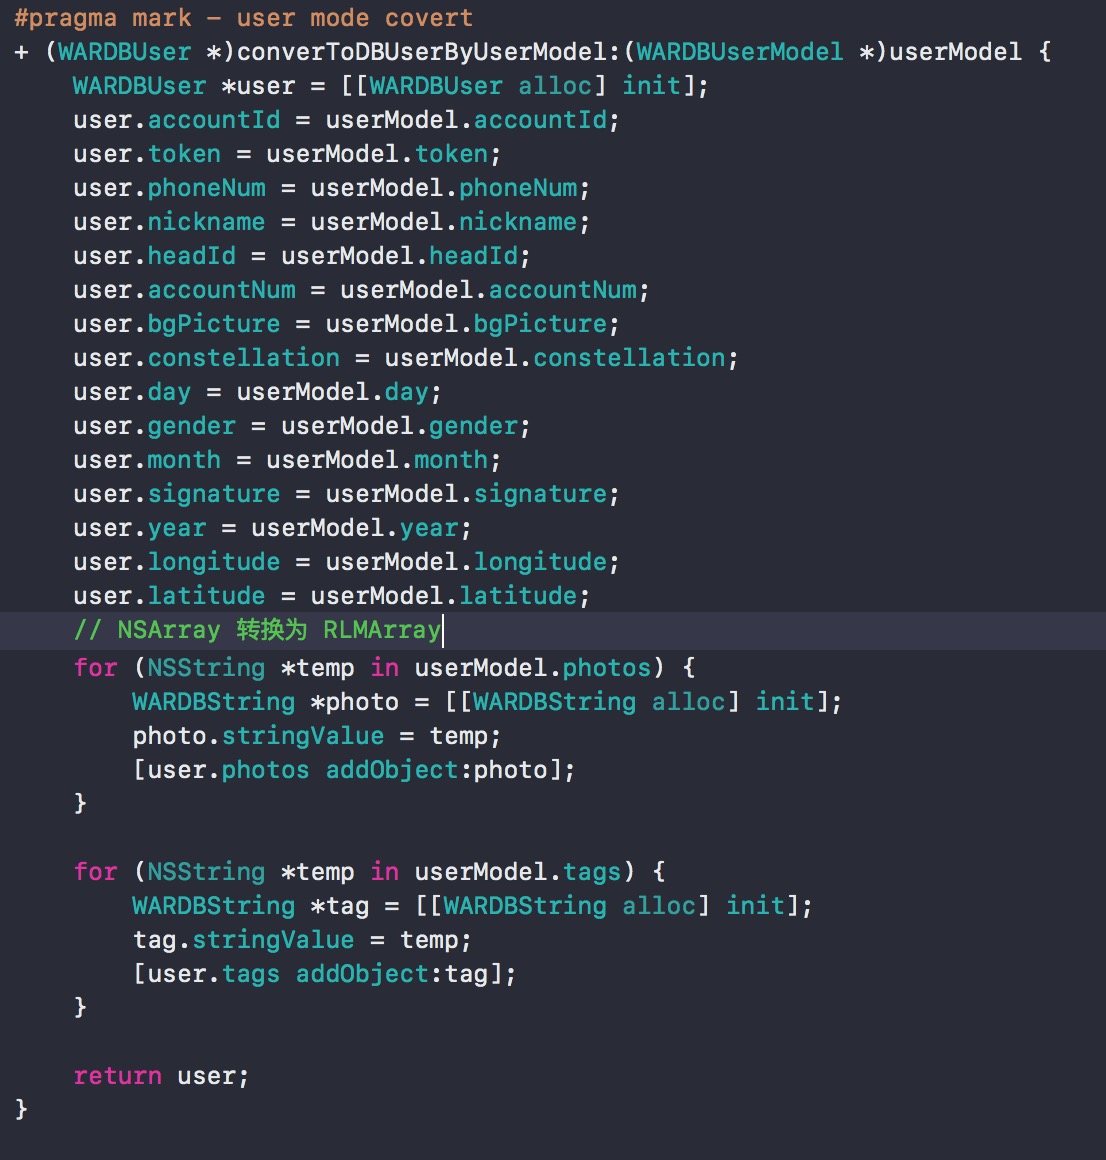 #pragma mark – user mode covert
+ (WARDBUser *)converToDBUserByUserModel:(WARDBUserModel *)userModel {
    WARDBUser *user = [[WARDBUser alloc] init];
    user.accountId = userModel.accountId;
    user.token = userModel.token;
    user.phoneNum = userModel.phoneNum;
    user.nickname = userModel.nickname;
    user.headId = userModel.headId;
    user.accountNum = userModel.accountNum;
    user.bgPicture = userModel.bgPicture;
    user.constellation = userModel.constellation;
    user.day = userModel.day;
    user.gender = userModel.gender;
    user.month = userModel.month;
    user.signature = userModel.signature;
    user.year = userModel.year;
    user.longitude = userModel.longitude;
    user.latitude = userModel.latitude;
    // NSArray 转换为 RLMArray
    for (NSString *temp in userModel.photos) {
        WARDBString *photo = [[WARDBString alloc] init];
        photo.stringValue = temp;
        [user.photos addObject:photo];
    }
    for (NSString *temp in userModel.tags) {
        WARDBString *tag = [[WARDBString alloc] init];
        tag.stringValue = temp;
        [user.tags addObject:tag];
    }
    return user;
}